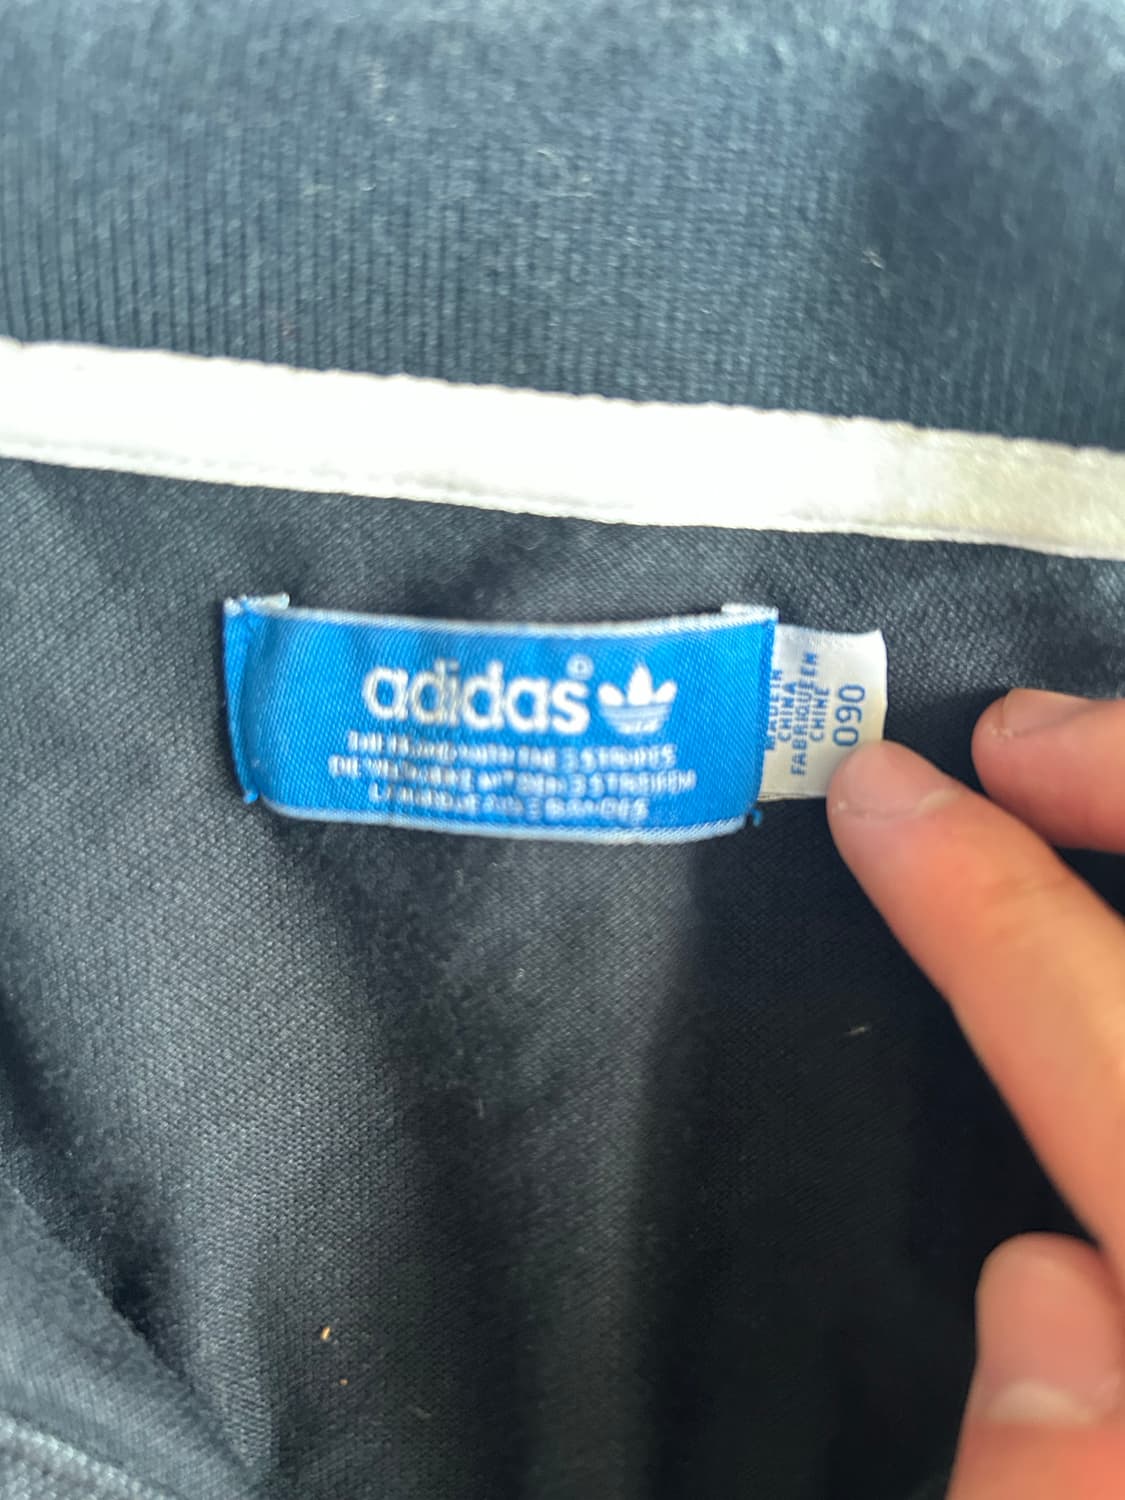 adidas
THE BRAND WITH THE 3 STRIPES
DIE MARKE MIT DEN 3 STREIFEN
LA MARQUE AUX 3 BANDES
MADE IN
CHINA
FABRIQUE EN
CHINE
090